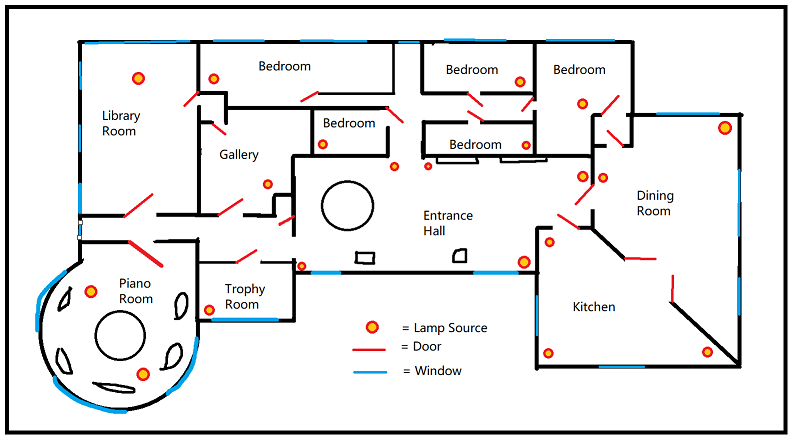 Bedroom
Bedroom
Bedroom
Library
Room
Bedroom
Gallery
Bedroom
Dining
Room
Entrance
Hall
Piano
Room
Trophy
Room
Kitchen
= Lamp Source
= Door
= Window